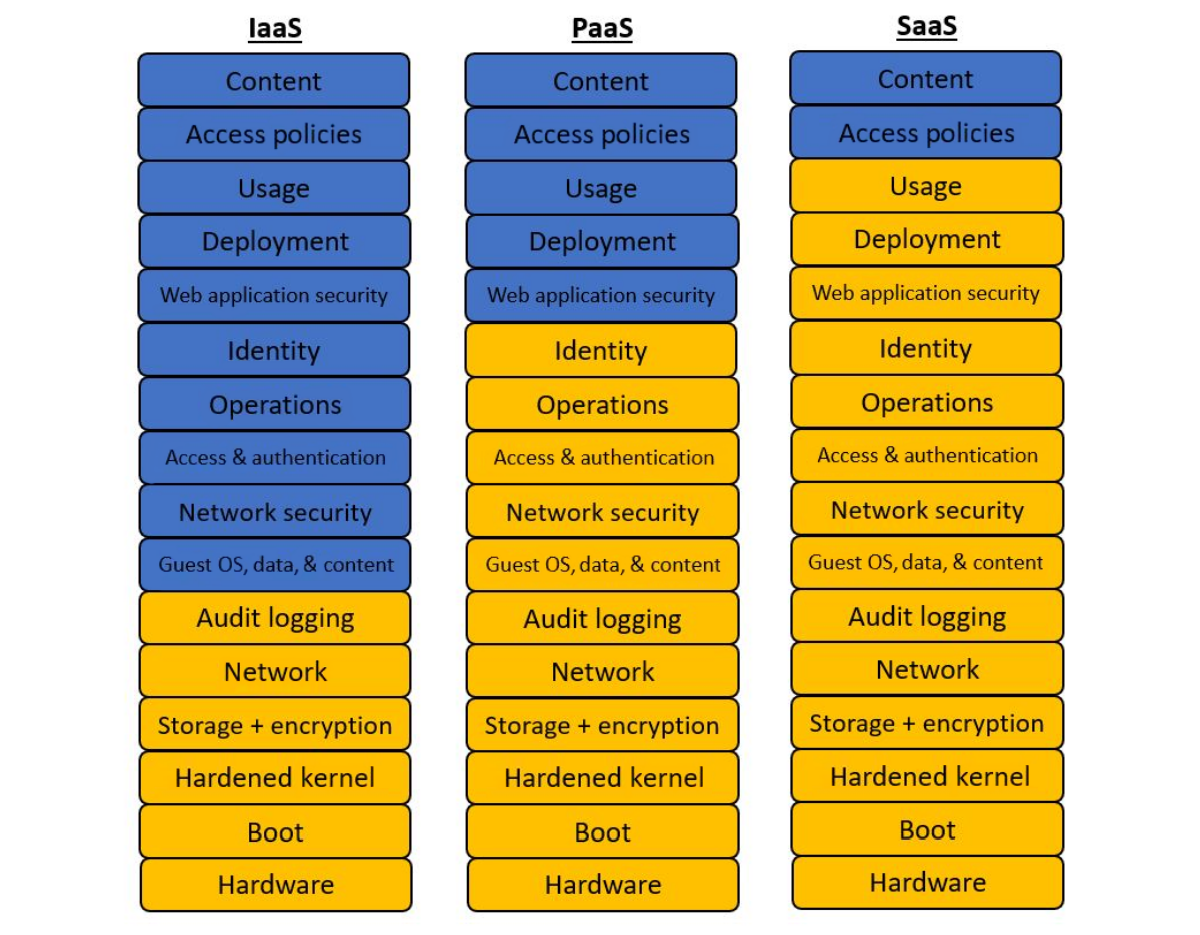 IaaS
Content
Access policies
Usage
Deployment
Web application security
Identity
Operations
Access & authentication
Network security
Guest OS, data, & content
Audit logging
Network
Storage + encryption
Hardened kernel
Boot
Hardware
PaaS
Content
Access policies
Usage
Deployment
Web application security
Identity
Operations
Access & authentication
Network security
Guest OS, data, & content
Audit logging
Network
Storage + encryption
Hardened kernel
Boot
Hardware
SaaS
Content
Access policies
Usage
Deployment
Web application security
Identity
Operations
Access & authentication
Network security
Guest OS, data, & content
Audit logging
Network
Storage + encryption
Hardened kernel
Boot
Hardware